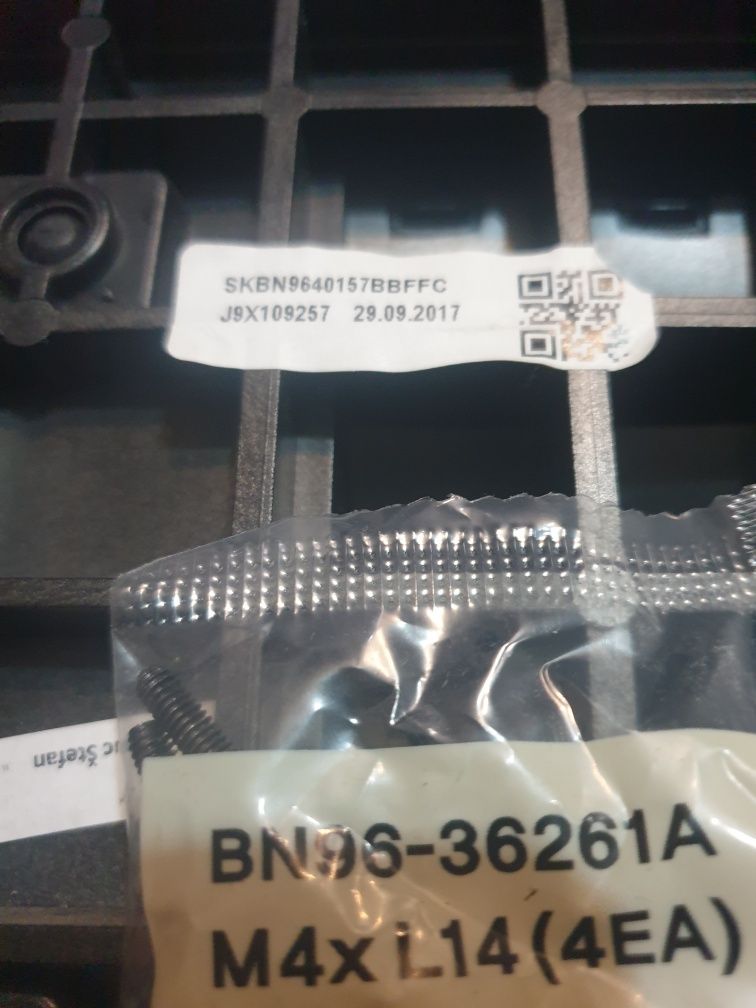 SKBN9640157BBFFC
J9X109257 29.09.2017
Štefan
BN96-36261A
M4x L14(4EA)